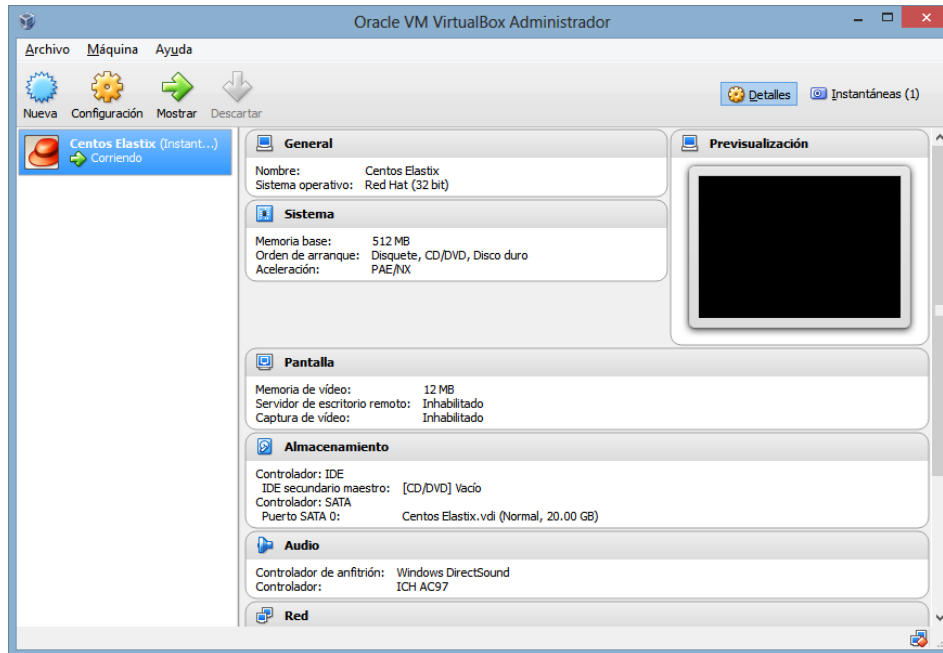 Oracle VM VirtualBox Administrador
Archivo Máquina Ayuda
Nueva Configuración Mostrar Descartar
Detalles Instantáneas (1)
Centos Elastix (Instant...)
Corriendo
General
Nombre: Centos Elastix
Sistema operativo: Red Hat (32 bit)
Previsualización
Sistema
Memoria base: 512 MB
Orden de arranque: Disquete, CD/DVD, Disco duro
Aceleración: PAE/NX
Pantalla
Memoria de vídeo: 12 MB
Servidor de escritorio remoto: Inhabilitado
Captura de vídeo: Inhabilitado
Almacenamiento
Controlador: IDE
IDE secundario maestro: [CD/DVD] Vacío
Controlador: SATA
Puerto SATA 0: Centos Elastix.vdi (Normal, 20.00 GB)
Audio
Controlador de anfitrión: Windows DirectSound
Controlador: ICH AC97
Red